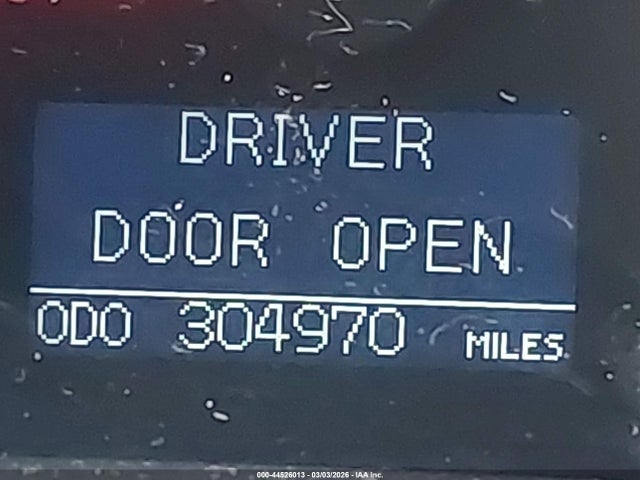 DRIVER
DOOR OPEN
ODO 304970 MILES
000-44526013 - 03/03/2026 - IAA Inc.